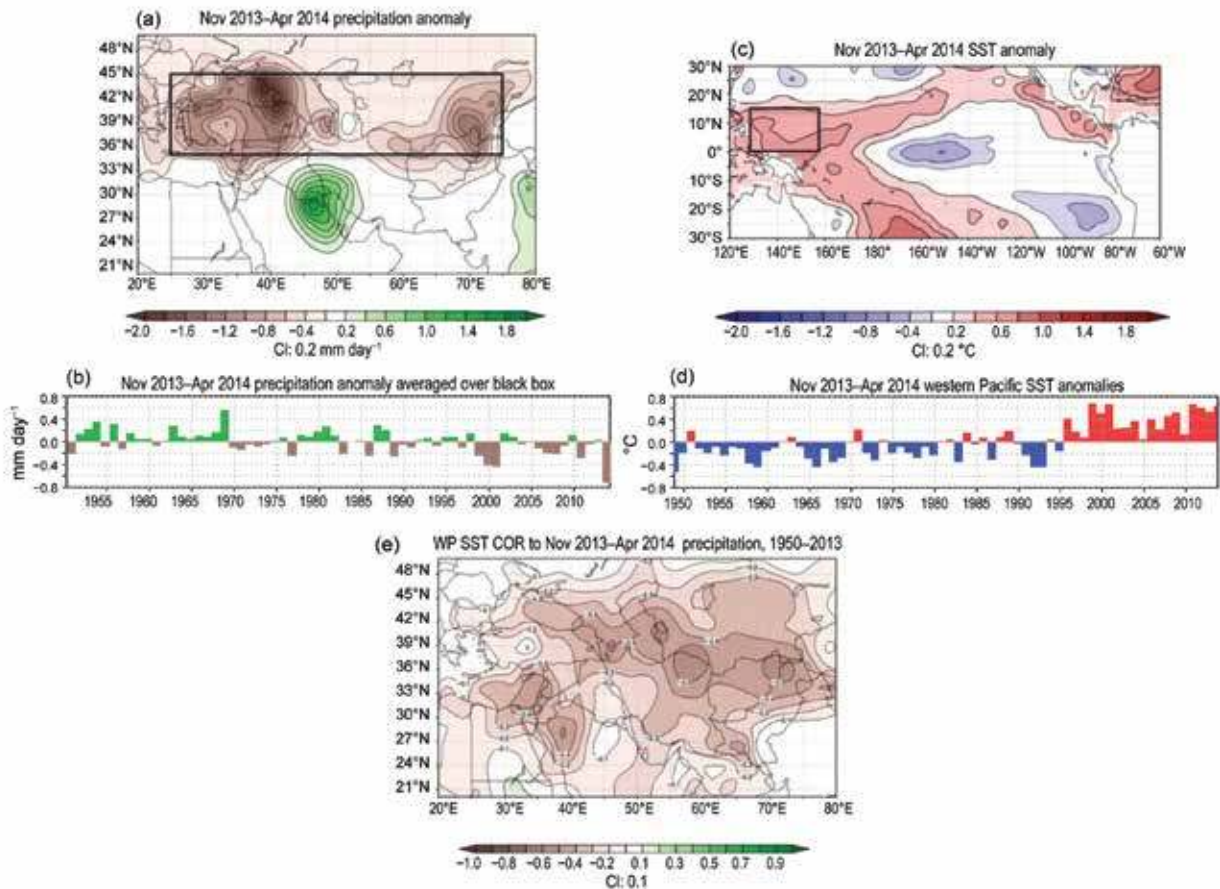 (a) Nov 2013–Apr 2014 precipitation anomaly
48°N
45°N
42°N
39°N
36°N
33°N
30°N
27°N
24°N
21°N
20°E 30°E 40°E 50°E 60°E 70°E 80°E
−2.0 −1.6 −1.2 −0.8 −0.4 0.2 0.6 1.0 1.4 1.8
CI: 0.2 mm day⁻¹
(c) Nov 2013–Apr 2014 SST anomaly
30°N
20°N
10°N
0°
10°S
20°S
30°S
120°E 140°E 160°E 180° 160°W 140°W 120°W 100°W 80°W 60°W
−2.0 −1.6 −1.2 −0.8 −0.4 0.2 0.6 1.0 1.4 1.8
CI: 0.2 °C
(b) Nov 2013–Apr 2014 precipitation anomaly averaged over black box
mm day⁻¹
0.8
0.4
0.0
−0.4
−0.8
1955 1960 1965 1970 1975 1980 1985 1990 1995 2000 2005 2010
(d) Nov 2013–Apr 2014 western Pacific SST anomalies
°C
0.8
0.4
0.0
−0.4
−0.8
1950 1955 1960 1965 1970 1975 1980 1985 1990 1995 2000 2005 2010
(e) WP SST COR to Nov 2013–Apr 2014 precipitation, 1950–2013
48°N
45°N
42°N
39°N
36°N
33°N
30°N
27°N
24°N
21°N
20°E 30°E 40°E 50°E 60°E 70°E 80°E
−1.0 −0.8 −0.6 −0.4 −0.2 0.1 0.3 0.5 0.7 0.9
CI: 0.1